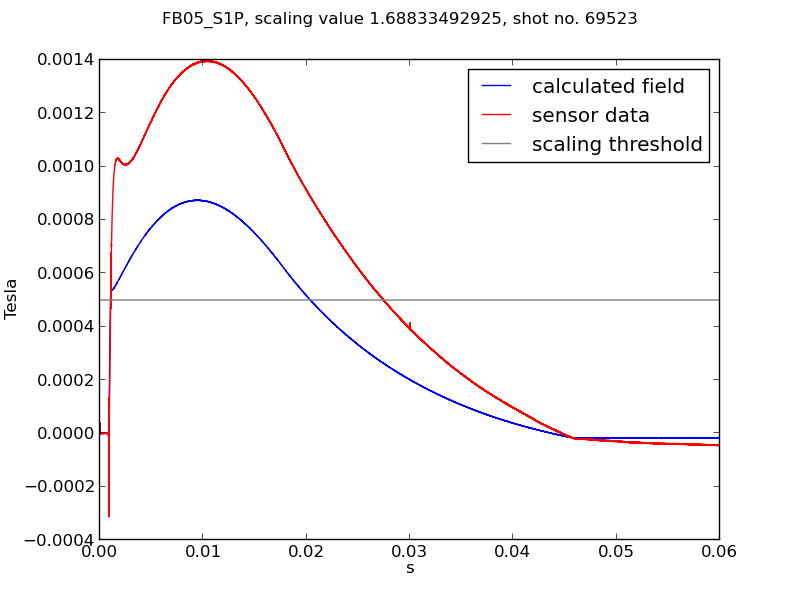 FB05_S1P, scaling value 1.68833492925, shot no. 69523
0.0014
0.0012
0.0010
0.0008
0.0006
0.0004
0.0002
0.0000
−0.0002
−0.0004
Tesla
calculated field
sensor data
scaling threshold
0.00 0.01 0.02 0.03 0.04 0.05 0.06
s